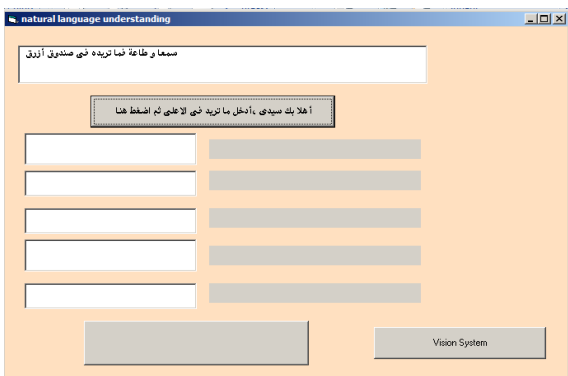 natural language understanding
سمعا و طاعة فما تريده فى صندوق أزرق
أهلا بك سيدى ،أدخل ما تريد فى الاعلى ثم اضغط هنا
Vision System